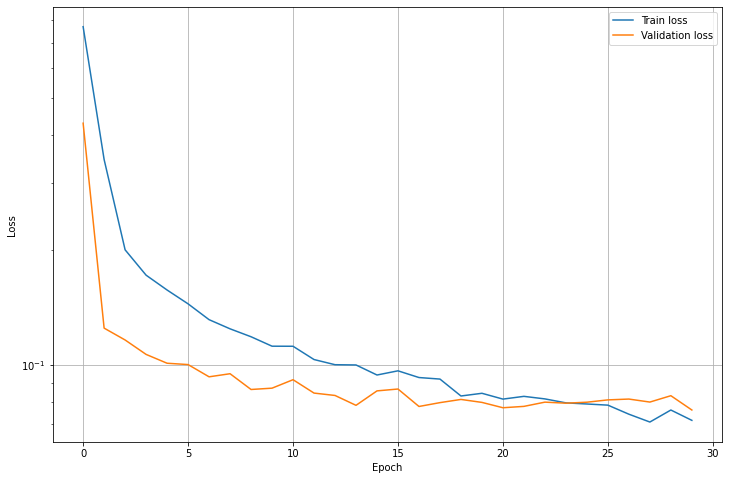 Train loss
Validation loss
Loss
10⁻¹
0 5 10 15 20 25 30
Epoch